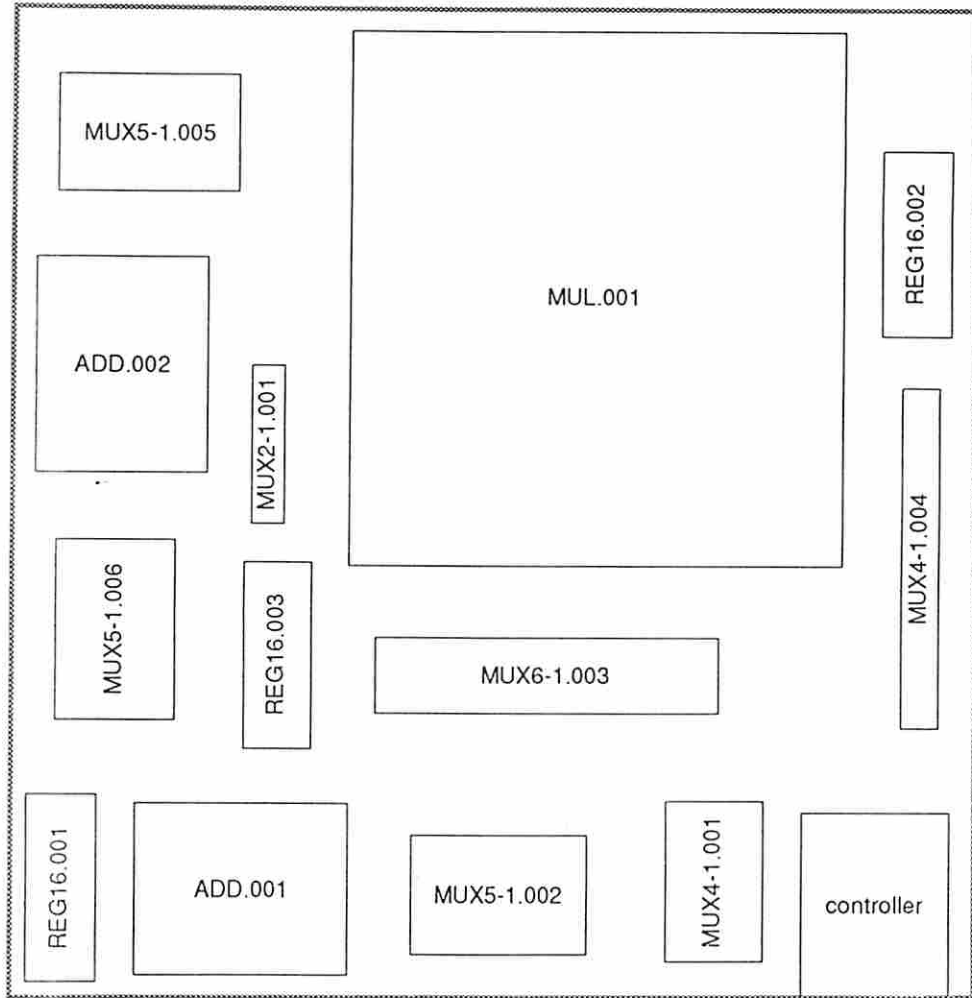 MUX5-1.005
MUL.001
REG16.002
ADD.002
MUX2-1.001
MUX4-1.004
MUX5-1.006
REG16.003
MUX6-1.003
REG16.001
ADD.001
MUX5-1.002
MUX4-1.001
controller